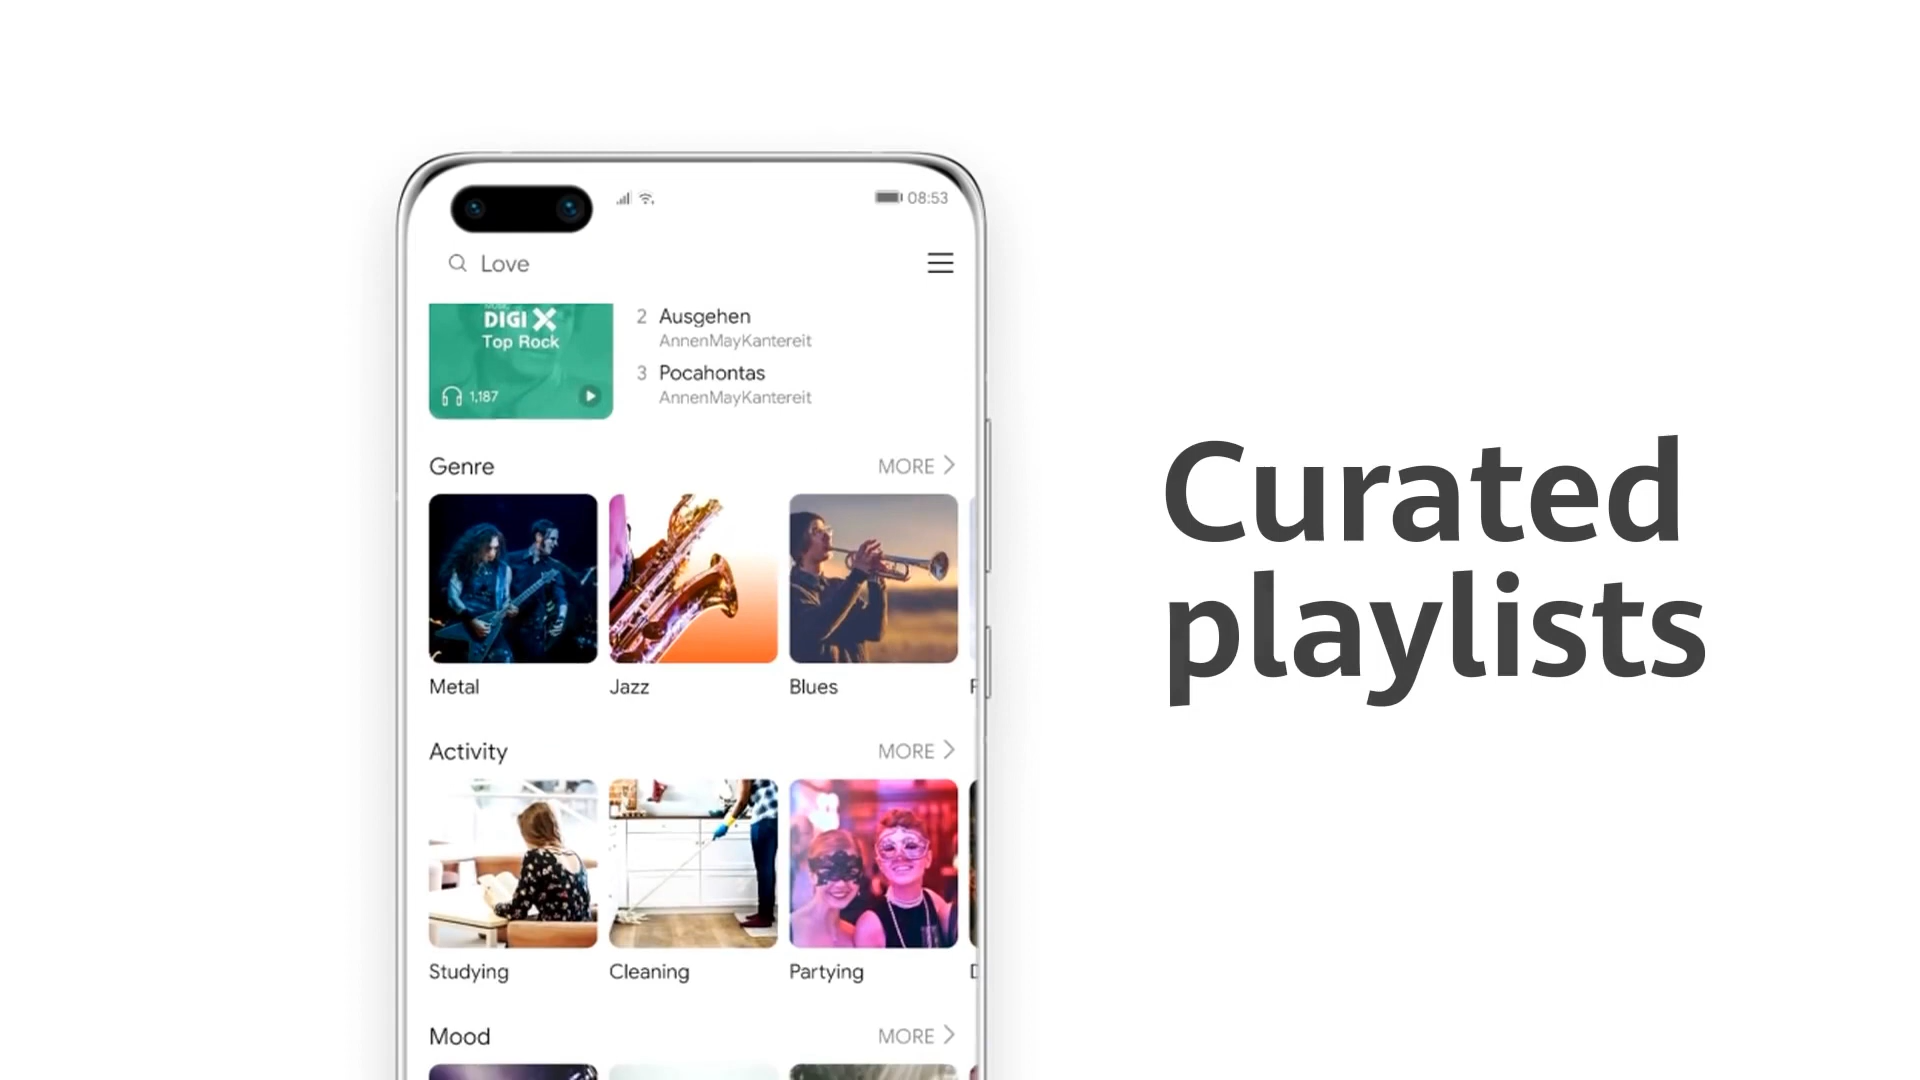 08:53
Love
DIGIX
Top Rock
1,187
2 Ausgehen
AnnenMayKantereit
3 Pocahontas
AnnenMayKantereit
Genre
MORE
Metal
Jazz
Blues
Activity
MORE
Studying
Cleaning
Partying
Mood
MORE
Curated
playlists